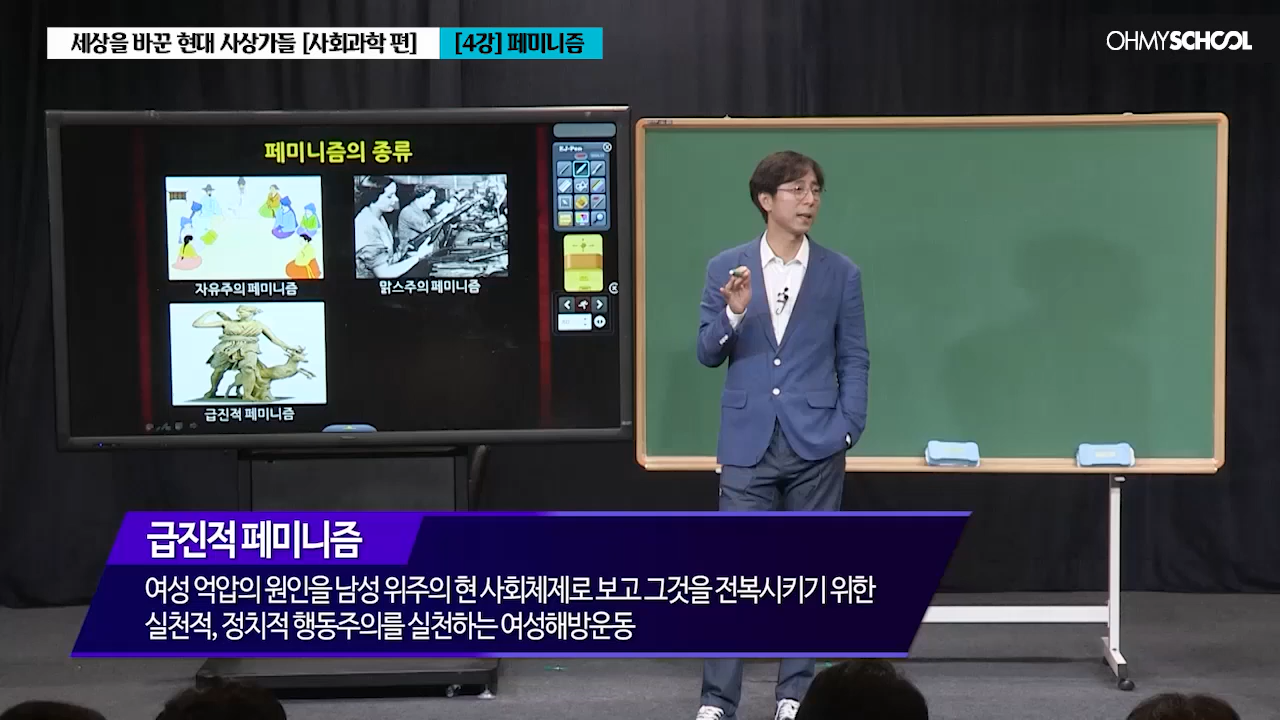 세상을 바꾼 현대 사상가들 [사회과학 편] [4강] 페미니즘
OHMYSCHOOL
페미니즘의 종류
자유주의 페미니즘
맑스주의 페미니즘
급진적 페미니즘
급진적 페미니즘
여성 억압의 원인을 남성 위주의 현 사회체제로 보고 그것을 전복시키기 위한
실천적, 정치적 행동주의를 실천하는 여성해방운동